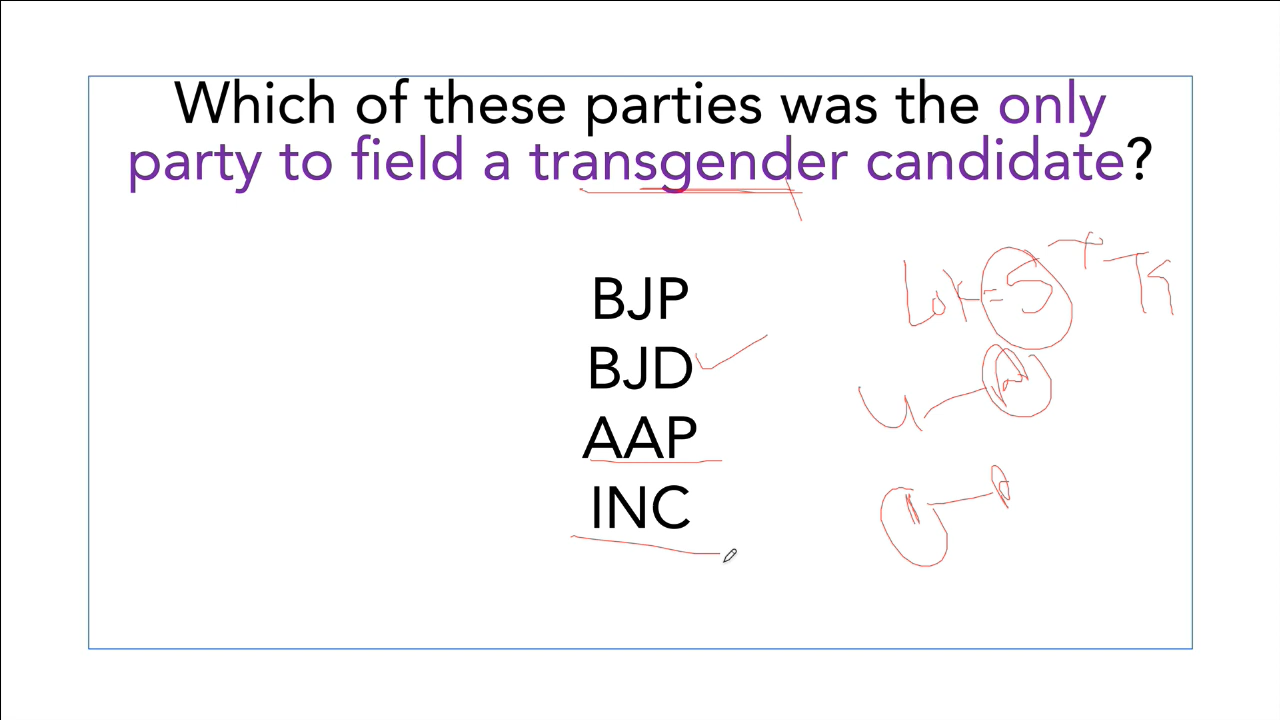 Which of these parties was the only
party to field a transgender candidate?
BJP
BJD
AAP
INC